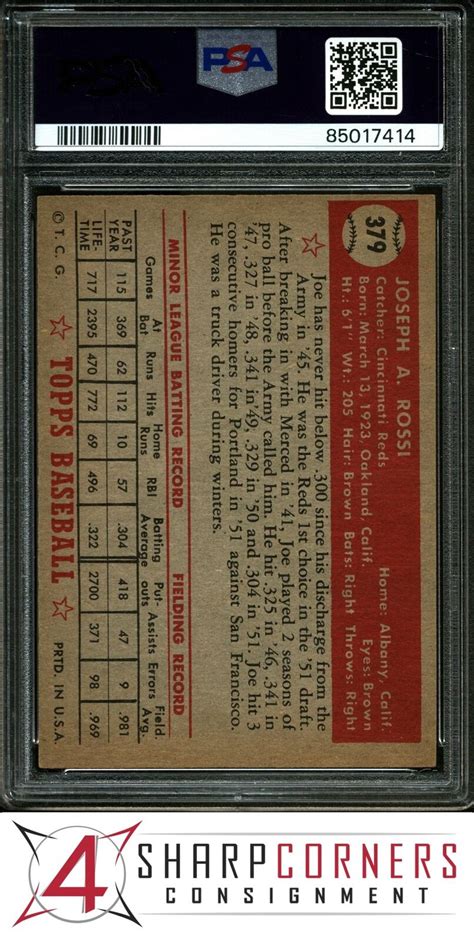 PSA
PSA
85017414
379
JOSEPH A. ROSSI
Catcher: Cincinnati Reds Home: Albany, Calif.
Born: March 13, 1923, Oakland, Calif. Eyes: Brown
Ht.: 6'1" Wt.: 205 Hair: Brown Bats: Right Throws: Right
Joe has never hit below .300 since his discharge from the
Army in '45. He was the Reds 1st choice in the '51 draft.
After breaking in with Merced in '41, Joe played 2 seasons of
pro ball before the Army called him. He hit .325 in '46, .341 in
'47, .327 in '48, .341 in '49, .329 in '50 and .304 in '51. Joe hit 3
consecutive homers for Portland in '51 against San Francisco.
He was a truck driver during winters.
MINOR LEAGUE BATTING RECORD FIELDING RECORD
Games At Bat Runs Hits Home Runs RBI Batting Average Put-outs Assists Errors Field. Avg.
PAST YEAR 115 369 62 112 10 57 .304 418 47 9 .981
LIFE-TIME 717 2395 470 772 69 496 .322 2700 371 98 .969
© T. C. G. TOPPS BASEBALL PRTD. IN U.S.A.
4 SHARPCORNERS
CONSIGNMENT